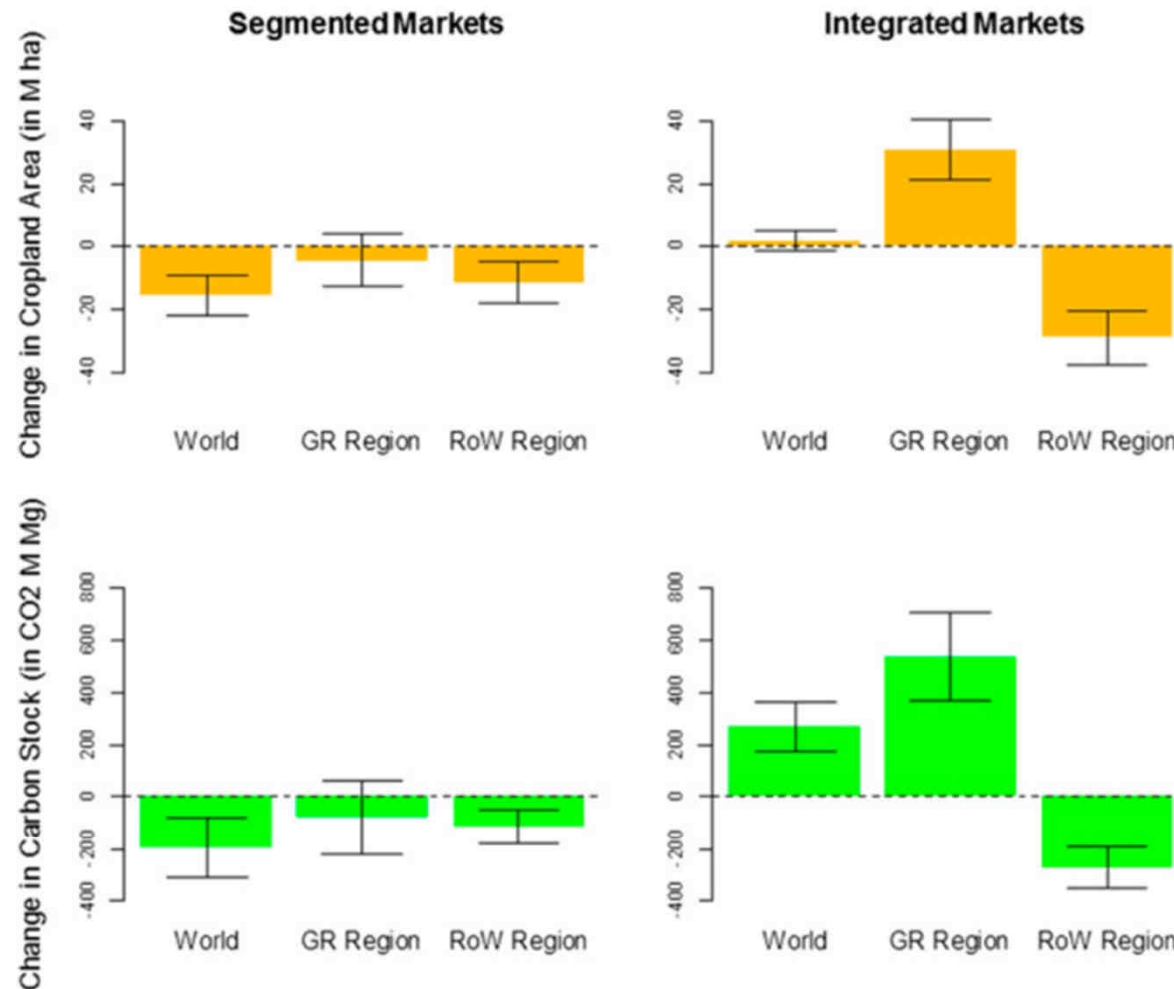 Segmented Markets
Integrated Markets
Change in Cropland Area (in M ha)
40
20
0
-20
-40
World
GR Region
RoW Region
40
20
0
-20
-40
World
GR Region
RoW Region
Change in Carbon Stock (in CO2 M Mg)
800
600
400
200
0
-200
-400
World
GR Region
RoW Region
800
600
400
200
0
-200
-400
World
GR Region
RoW Region